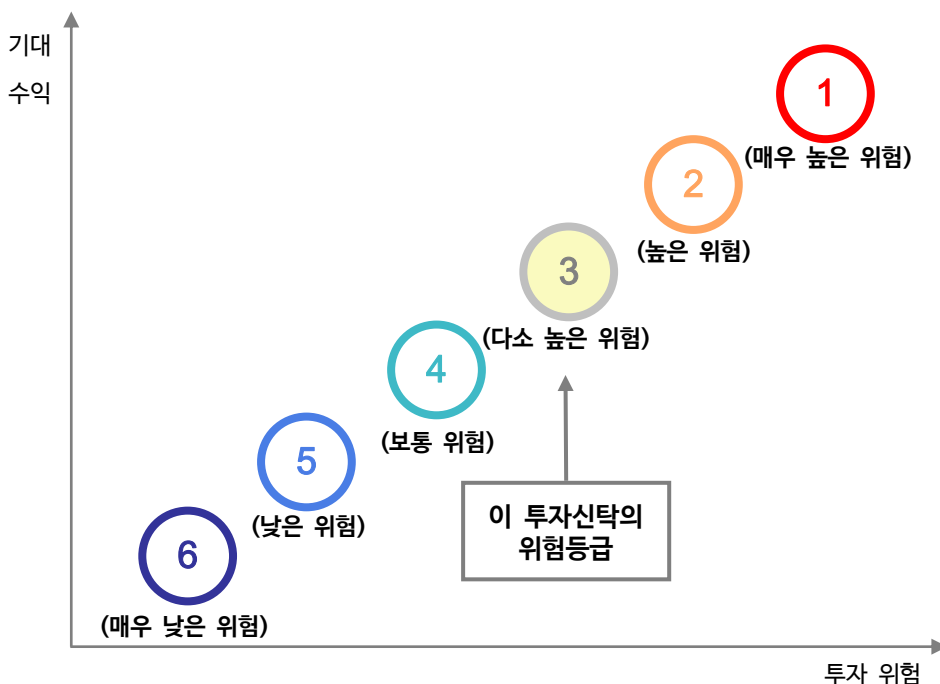 기대
수익
1
(매우 높은 위험)
2
(높은 위험)
3
(다소 높은 위험)
4
(보통 위험)
5
(낮은 위험)
이 투자신탁의
위험등급
6
(매우 낮은 위험)
투자 위험